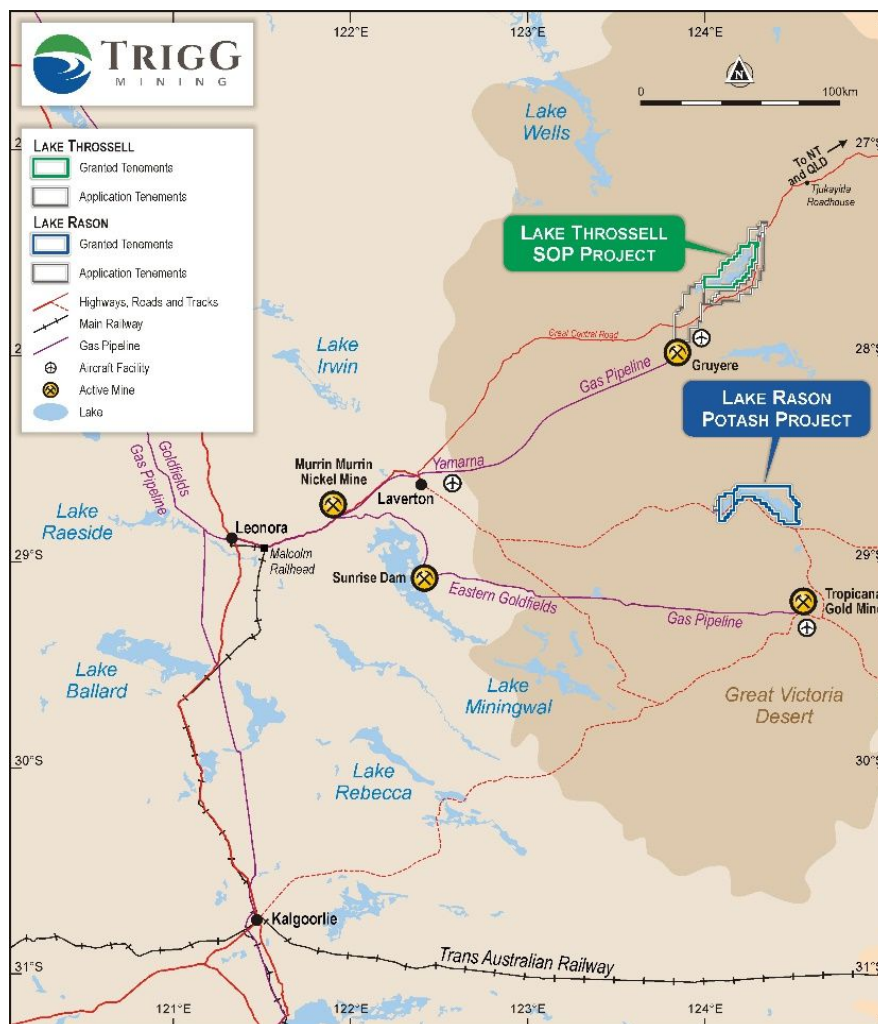 122°E
123°E
124°E
TRIGG
MINING
LAKE THROSSELL
Granted Tenements
Application Tenements
LAKE RASON
Granted Tenements
Application Tenements
Highways, Roads and Tracks
Main Railway
Gas Pipeline
Aircraft Facility
Active Mine
Lake
N
0
100km
Lake
Wells
27°S
To NT
and QLD
Tjukayirla
Roadhouse
LAKE THROSSELL
SOP PROJECT
Great Central Road
Lake
Irwin
28°S
Gruyere
Gas Pipeline
Yamarna
LAKE RASON
POTASH PROJECT
Goldfields
Gas Pipeline
Murrin Murrin
Nickel Mine
Laverton
Lake
Raeside
Leonora
Malcolm
Railhead
29°S
29°S
Sunrise Dam
Eastern Goldfields
Gas Pipeline
Tropicana
Gold Mine
Lake
Ballard
Lake
Miningwal
Great Victoria
Desert
30°S
30°S
Lake
Rebecca
Kalgoorlie
Trans Australian Railway
31°S
31°S
121°E
122°E
123°E
124°E